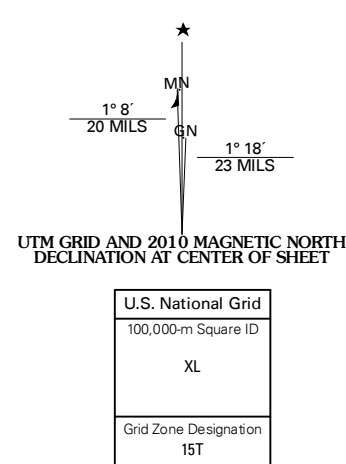 MN
1° 8´
20 MILS
GN
1° 18´
23 MILS
UTM GRID AND 2010 MAGNETIC NORTH
DECLINATION AT CENTER OF SHEET
U.S. National Grid
100,000-m Square ID
XL
Grid Zone Designation
15T